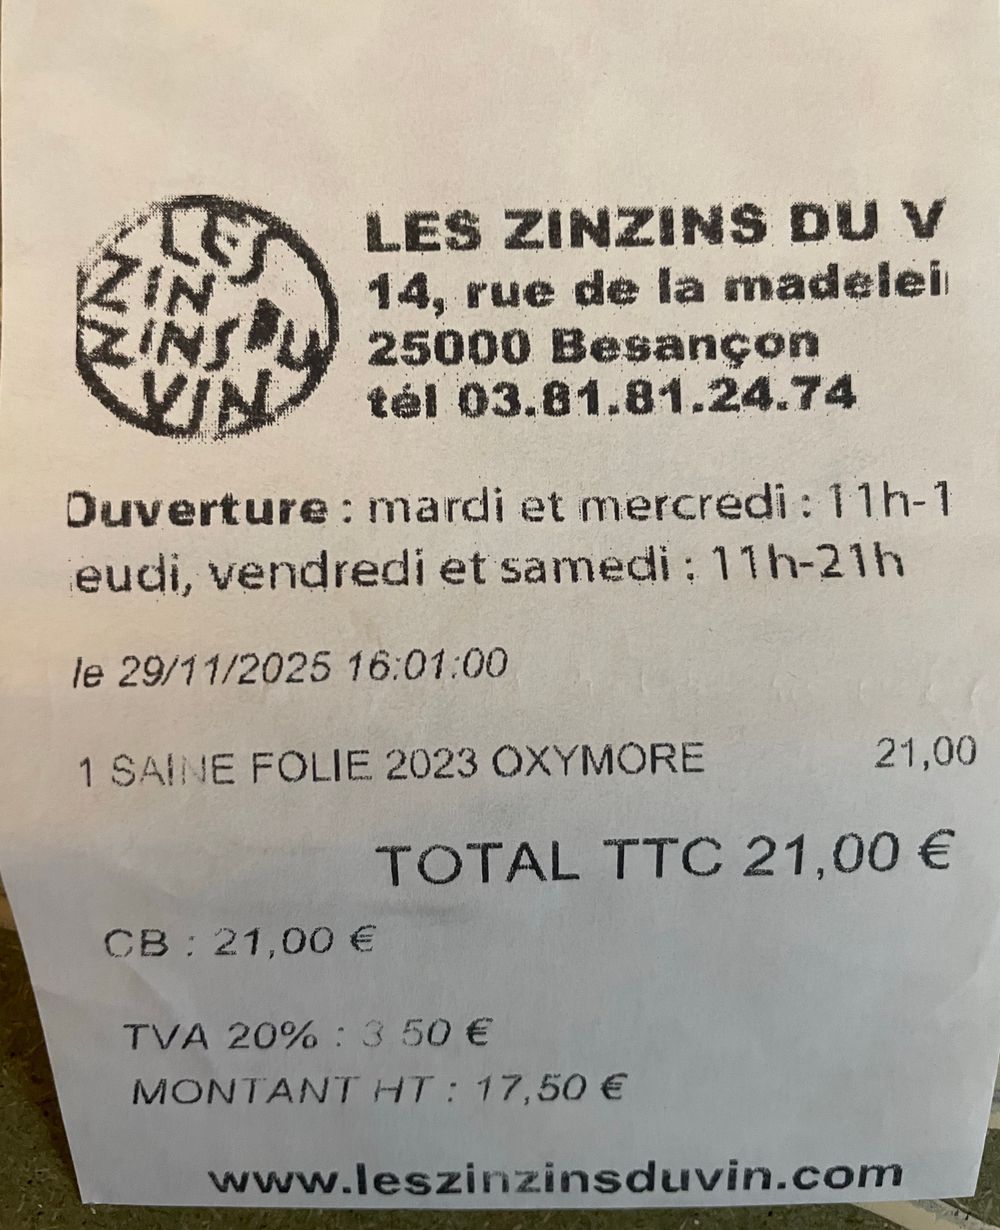 LES
ZIN
ZINS DU
VIN
LES ZINZINS DU V
14, rue de la madelei
25000 Besançon
tél 03.81.81.24.74
Ouverture : mardi et mercredi : 11h-1
eudi, vendredi et samedi : 11h-21h
le 29/11/2025 16:01:00
1 SAINE FOLIE 2023 OXYMORE 21,00
TOTAL TTC 21,00 €
CB : 21,00 €
TVA 20% : 3 50 €
MONTANT HT : 17,50 €
www.leszinzinsduvin.com